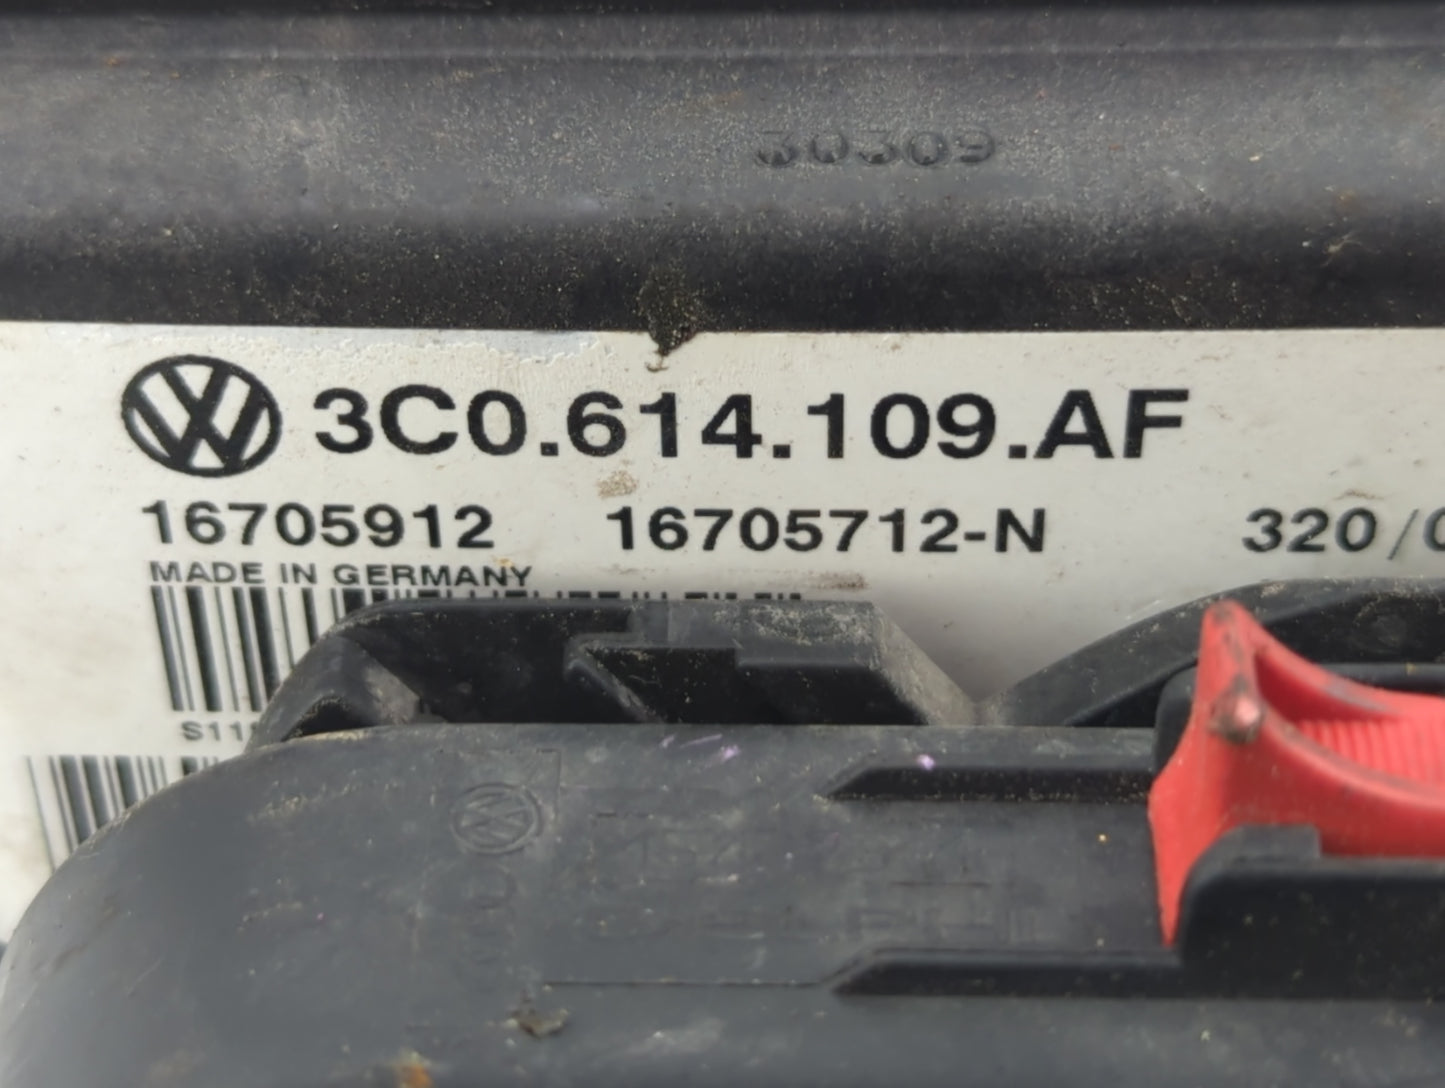 30309
3C0.614.109.AF
16705912 16705712-N 320/
MADE IN GERMANY